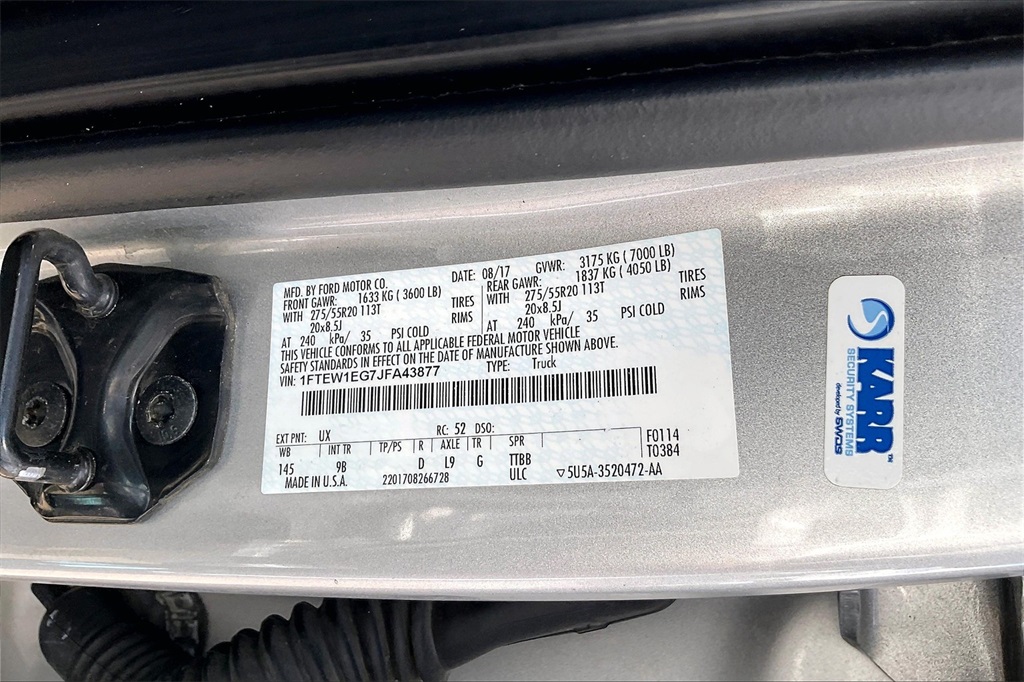 MFD. BY FORD MOTOR CO. DATE: 08/17 GVWR: 3175 KG ( 7000 LB)
FRONT GAWR: 1633 KG ( 3600 LB) REAR GAWR: 1837 KG ( 4050 LB)
WITH 275/55R20 113T TIRES WITH 275/55R20 113T TIRES
20x8.5J RIMS 20x8.5J RIMS
AT 240 kPa/ 35 PSI COLD AT 240 kPa/ 35 PSI COLD
THIS VEHICLE CONFORMS TO ALL APPLICABLE FEDERAL MOTOR VEHICLE
SAFETY STANDARDS IN EFFECT ON THE DATE OF MANUFACTURE SHOWN ABOVE.
VIN: 1FTEW1EG7JFA43877 TYPE: Truck
EXT PNT: UX RC: 52 DSO: F0114
WB INT TR TP/PS R AXLE TR SPR T0384
145 9B D L9 G TTBB
MADE IN U.S.A. 2201708266728 ULC ▽5U5A-3520472-AA
KARR™
SECURITY SYSTEMS
developed by SWDS